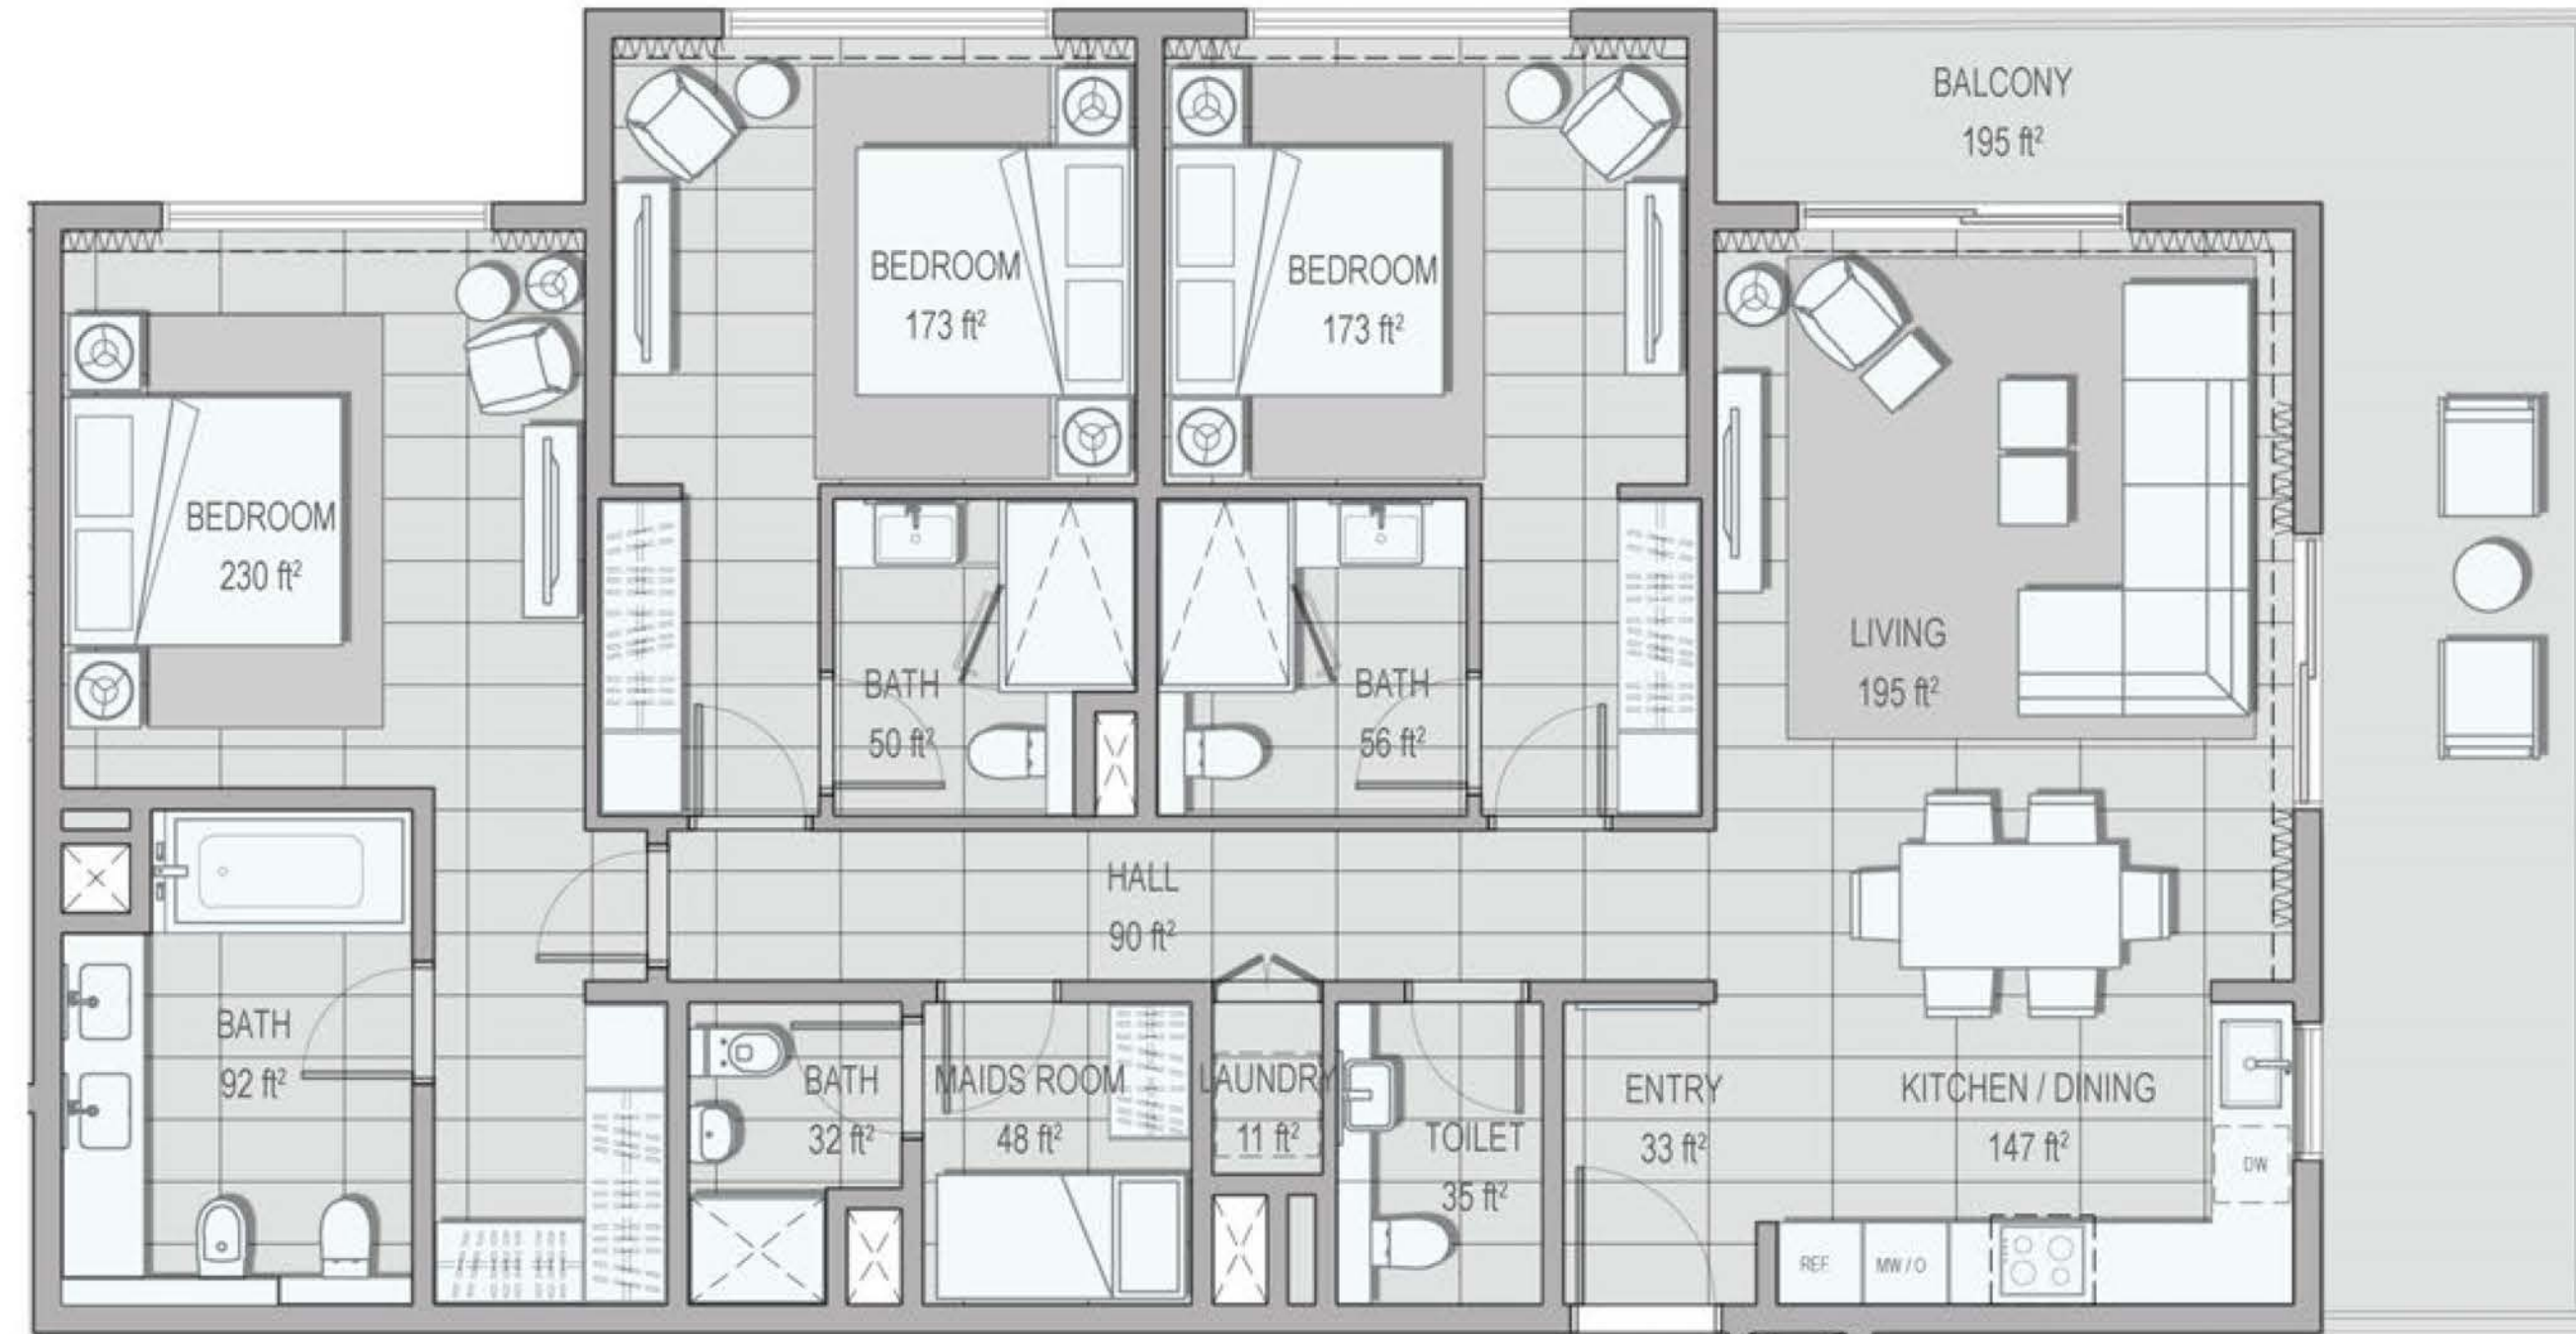 BALCONY
195 ft²
BEDROOM
173 ft²
BEDROOM
173 ft²
BEDROOM
230 ft²
LIVING
195 ft²
BATH
50 ft²
BATH
56 ft²
HALL
90 ft²
BATH
92 ft²
BATH
32 ft²
MAIDS ROOM
48 ft²
LAUNDRY
11 ft²
TOILET
35 ft²
ENTRY
33 ft²
KITCHEN / DINING
147 ft²
DW
REF
MW / O